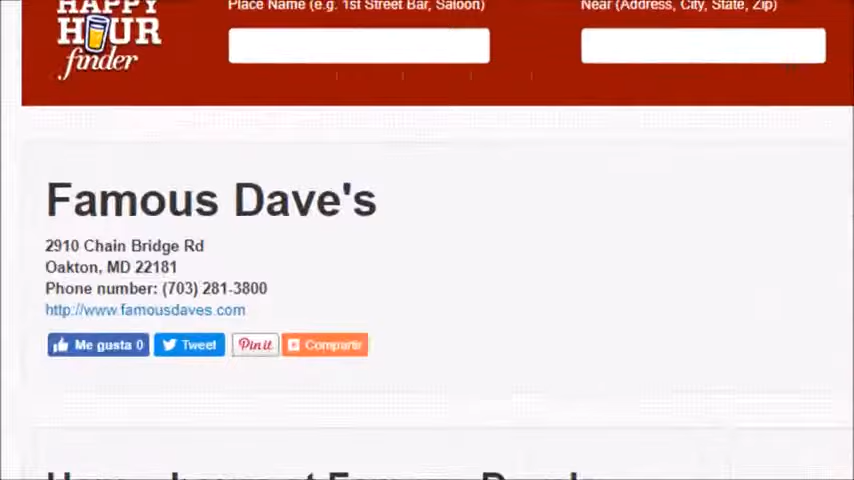 HAPPY
HOUR
finder
Place Name (e.g. 1st Street Bar, Saloon)
Near (Address, City, State, Zip)
Famous Dave's
2910 Chain Bridge Rd
Oakton, MD 22181
Phone number: (703) 281-3800
http://www.famousdaves.com
Me gusta 0
Tweet
Pin it
Compartir